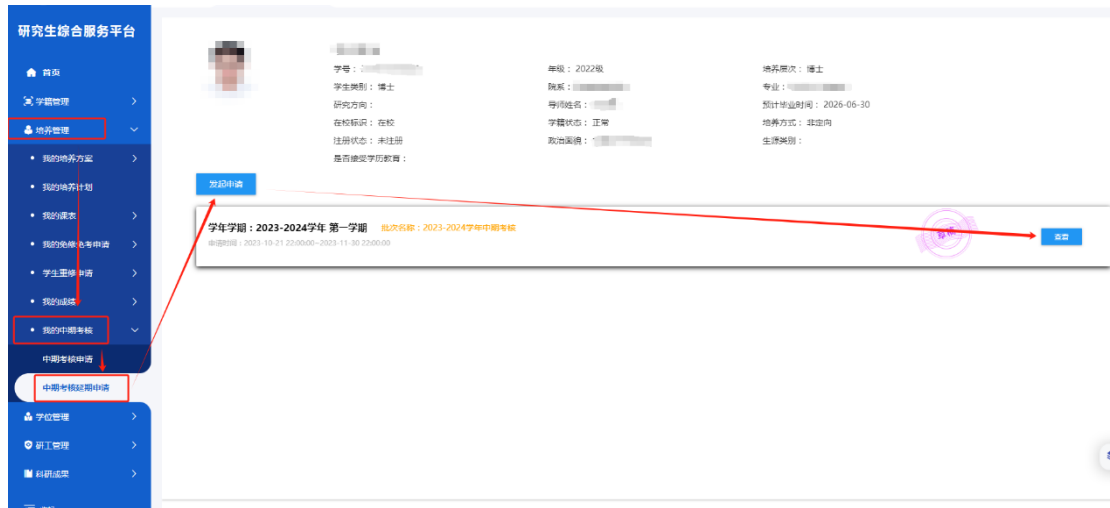 研究生综合服务平台
首页
学籍管理
培养管理
我的培养方案
我的培养计划
我的课表
我的免修免考申请
学生重修申请
我的成绩
我的中期考核
中期考核申请
中期考核延期申请
学位管理
研工管理
科研成果
学号： 年级： 2022级 培养层次： 博士
学生类别： 博士 院系： 专业：
研究方向： 导师姓名： 预计毕业时间： 2026-06-30
在校标识： 在校 学籍状态： 正常 培养方式： 非定向
注册状态： 未注册 政治面貌： 生源类别：
是否接受学历教育：
发起申请
学年学期：2023-2024学年 第一学期 批次名称：2023-2024学年中期考核
申请时间：2023-10-21 22:00:00~2023-11-30 22:00:00
查看